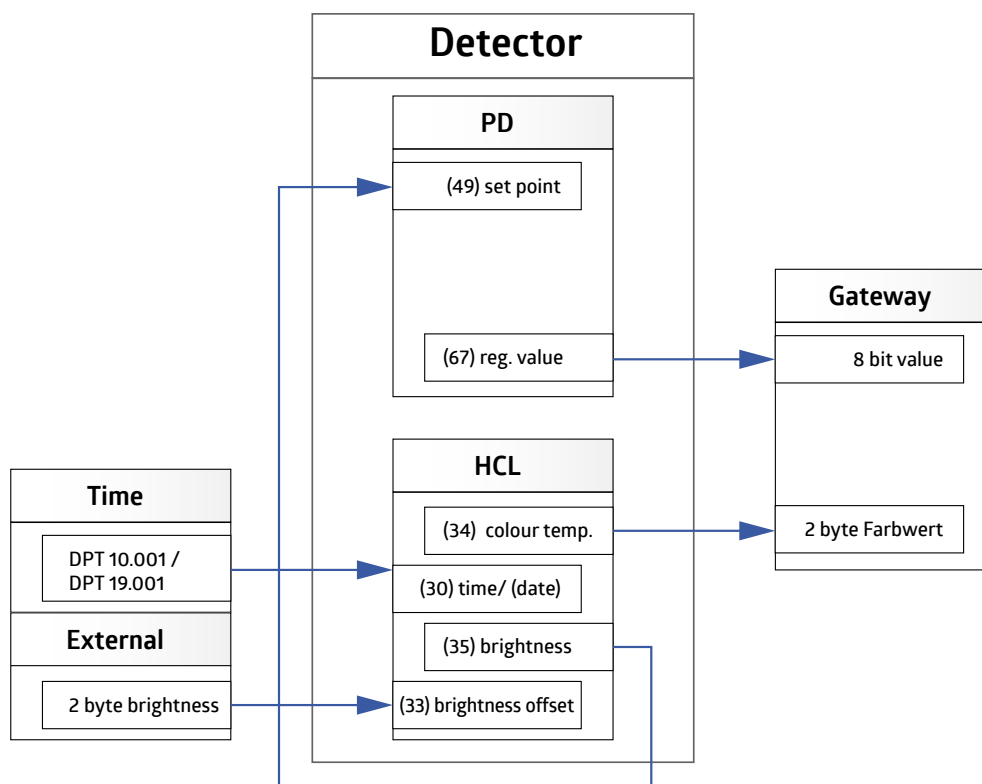 Detector
PD
(49) set point
(67) reg. value
Gateway
8 bit value
2 byte Farbwert
HCL
(34) colour temp.
(30) time/ (date)
(35) brightness
(33) brightness offset
Time
DPT 10.001 /
DPT 19.001
External
2 byte brightness